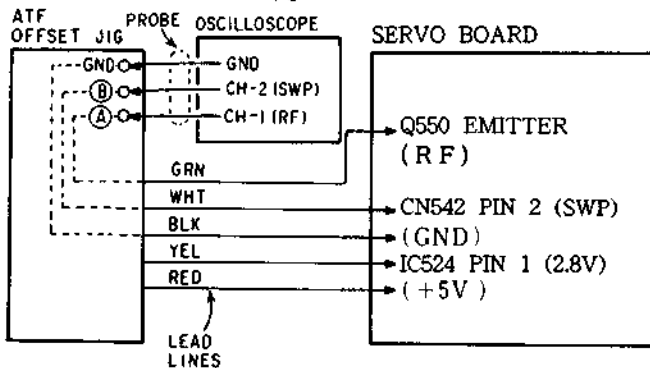 ATF
OFFSET JIG
PROBE
OSCILLOSCOPE
SERVO BOARD
GND
GND
B
CH-2 (SWP)
A
CH-1 (RF)
Q550 EMITTER
(RF)
GRN
WHT
CN542 PIN 2 (SWP)
BLK
(GND)
YEL
IC524 PIN 1 (2.8V)
RED
(+5V)
LEAD
LINES